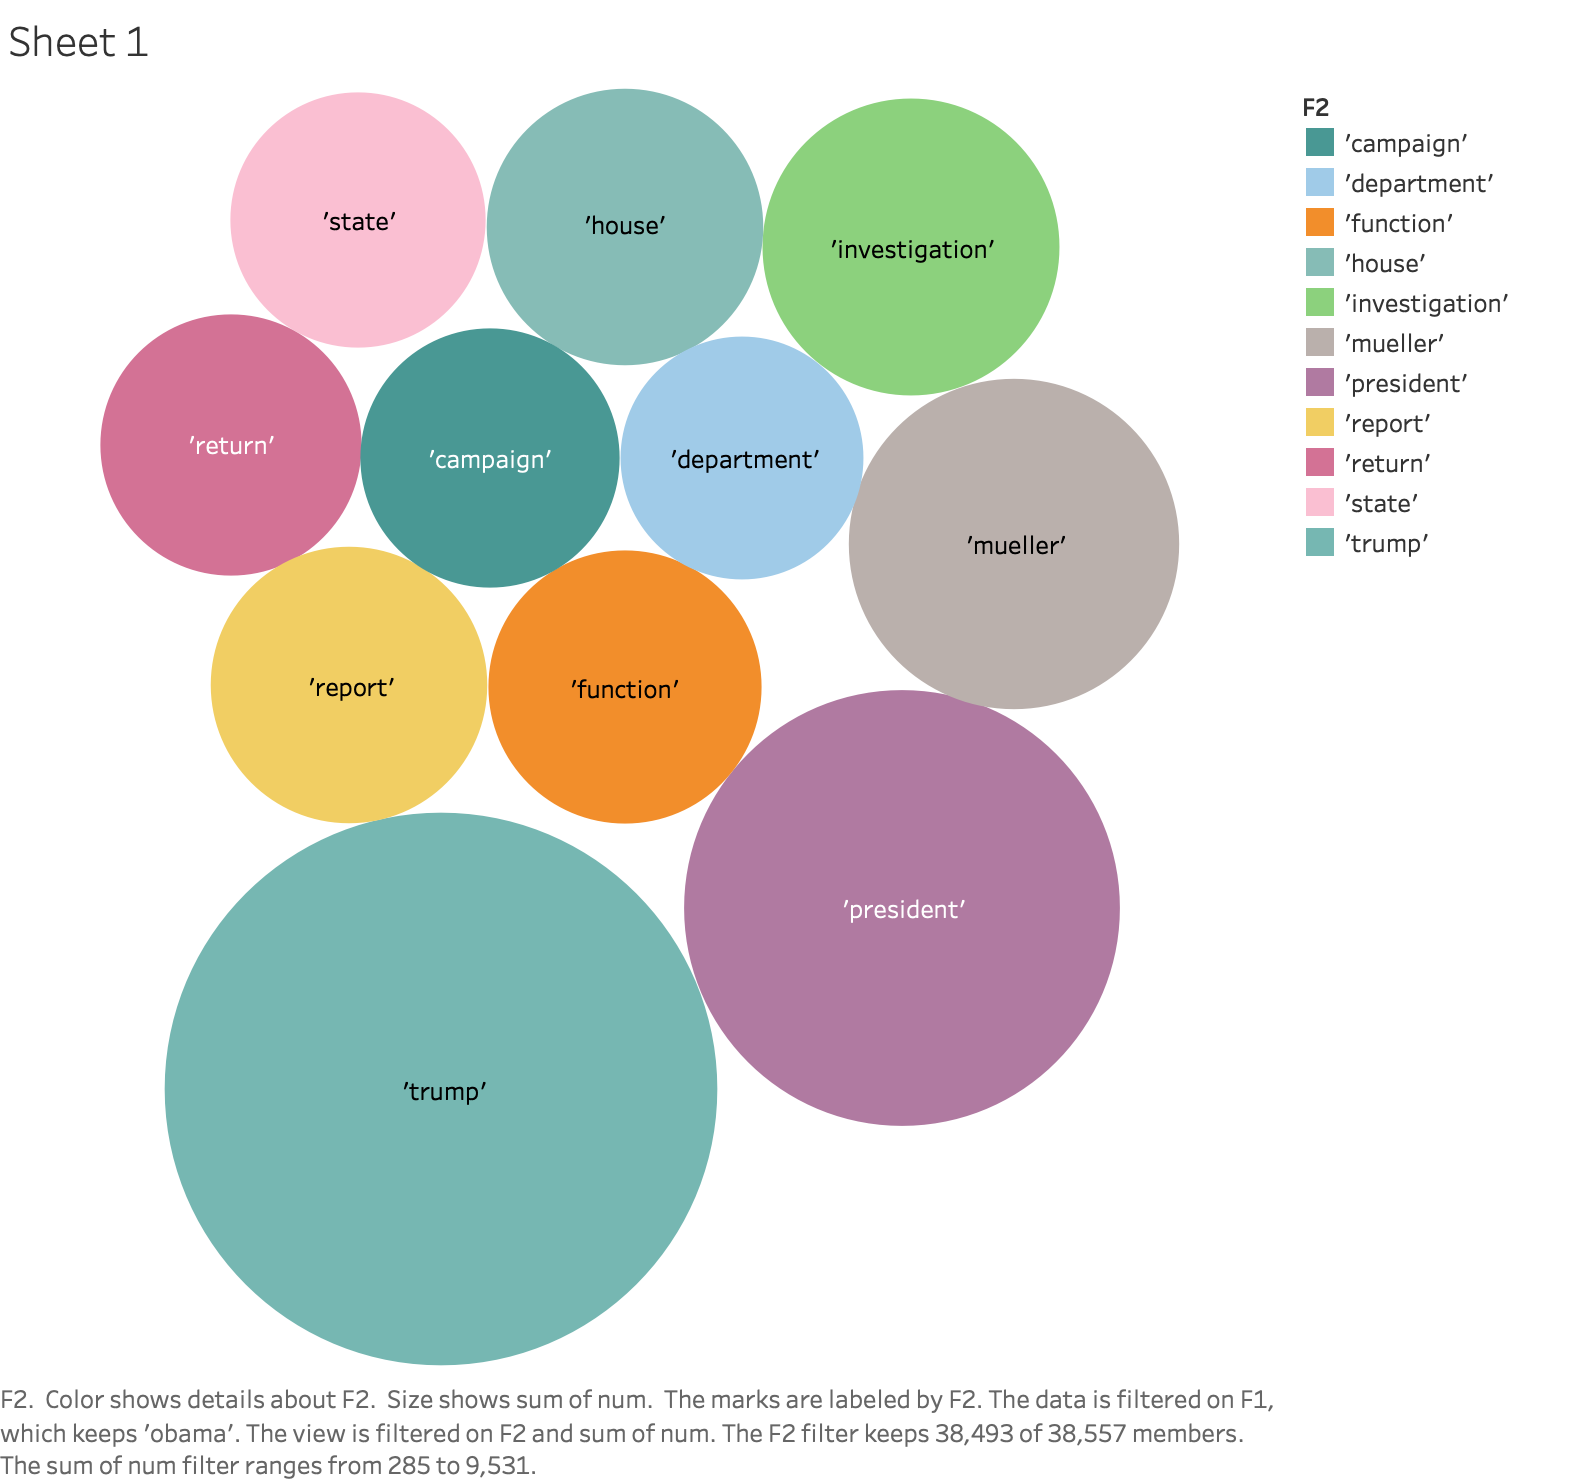 Sheet 1
F2
′campaign′
′department′
′function′
′house′
′investigation′
′mueller′
′president′
′report′
′return′
′state′
′trump′
′state′
′house′
′investigation′
′return′
′campaign′
′department′
′mueller′
′report′
′function′
′president′
′trump′
F2.  Color shows details about F2.  Size shows sum of num.  The marks are labeled by F2. The data is filtered on F1,
which keeps ′obama′. The view is filtered on F2 and sum of num. The F2 filter keeps 38,493 of 38,557 members.
The sum of num filter ranges from 285 to 9,531.